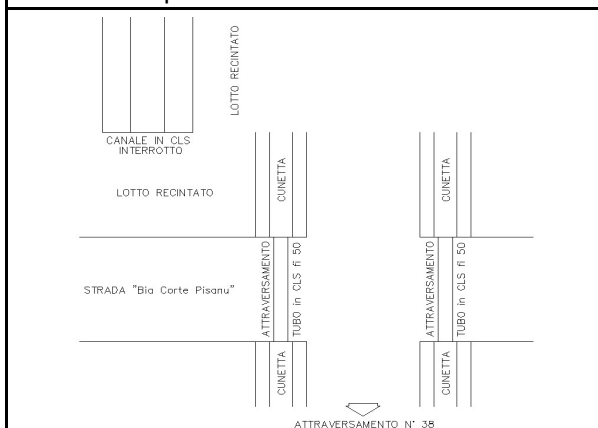 LOTTO RECINTATO
CANALE IN CLS
INTERROTTO
LOTTO RECINTATO
CUNETTA
CUNETTA
STRADA "Bia Corte Pisanu"
ATTRAVERSAMENTO
TUBO in CLS fi 50
ATTRAVERSAMENTO
TUBO in CLS fi 50
CUNETTA
CUNETTA
ATTRAVERSAMENTO N° 38